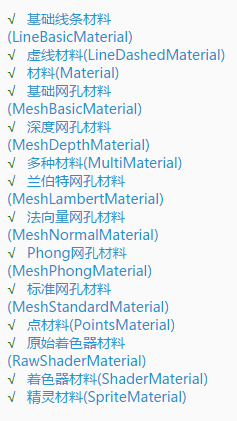 √ 基础线条材料
(LineBasicMaterial)
√ 虚线材料(LineDashedMaterial)
√ 材料(Material)
√ 基础网孔材料
(MeshBasicMaterial)
√ 深度网孔材料
(MeshDepthMaterial)
√ 多种材料(MultiMaterial)
√ 兰伯特网孔材料
(MeshLambertMaterial)
√ 法向量网孔材料
(MeshNormalMaterial)
√ Phong网孔材料
(MeshPhongMaterial)
√ 标准网孔材料
(MeshStandardMaterial)
√ 点材料(PointsMaterial)
√ 原始着色器材料
(RawShaderMaterial)
√ 着色器材料(ShaderMaterial)
√ 精灵材料(SpriteMaterial)